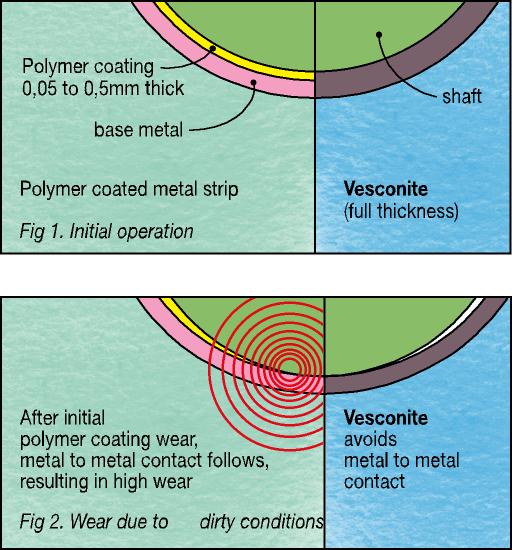 Polymer coating
0,05 to 0,5mm thick
base metal
shaft
Polymer coated metal strip
Fig 1. Initial operation
Vesconite
(full thickness)
After initial
polymer coating wear,
metal to metal contact follows,
resulting in high wear
Fig 2. Wear due to dirty conditions
Vesconite
avoids
metal to metal
contact